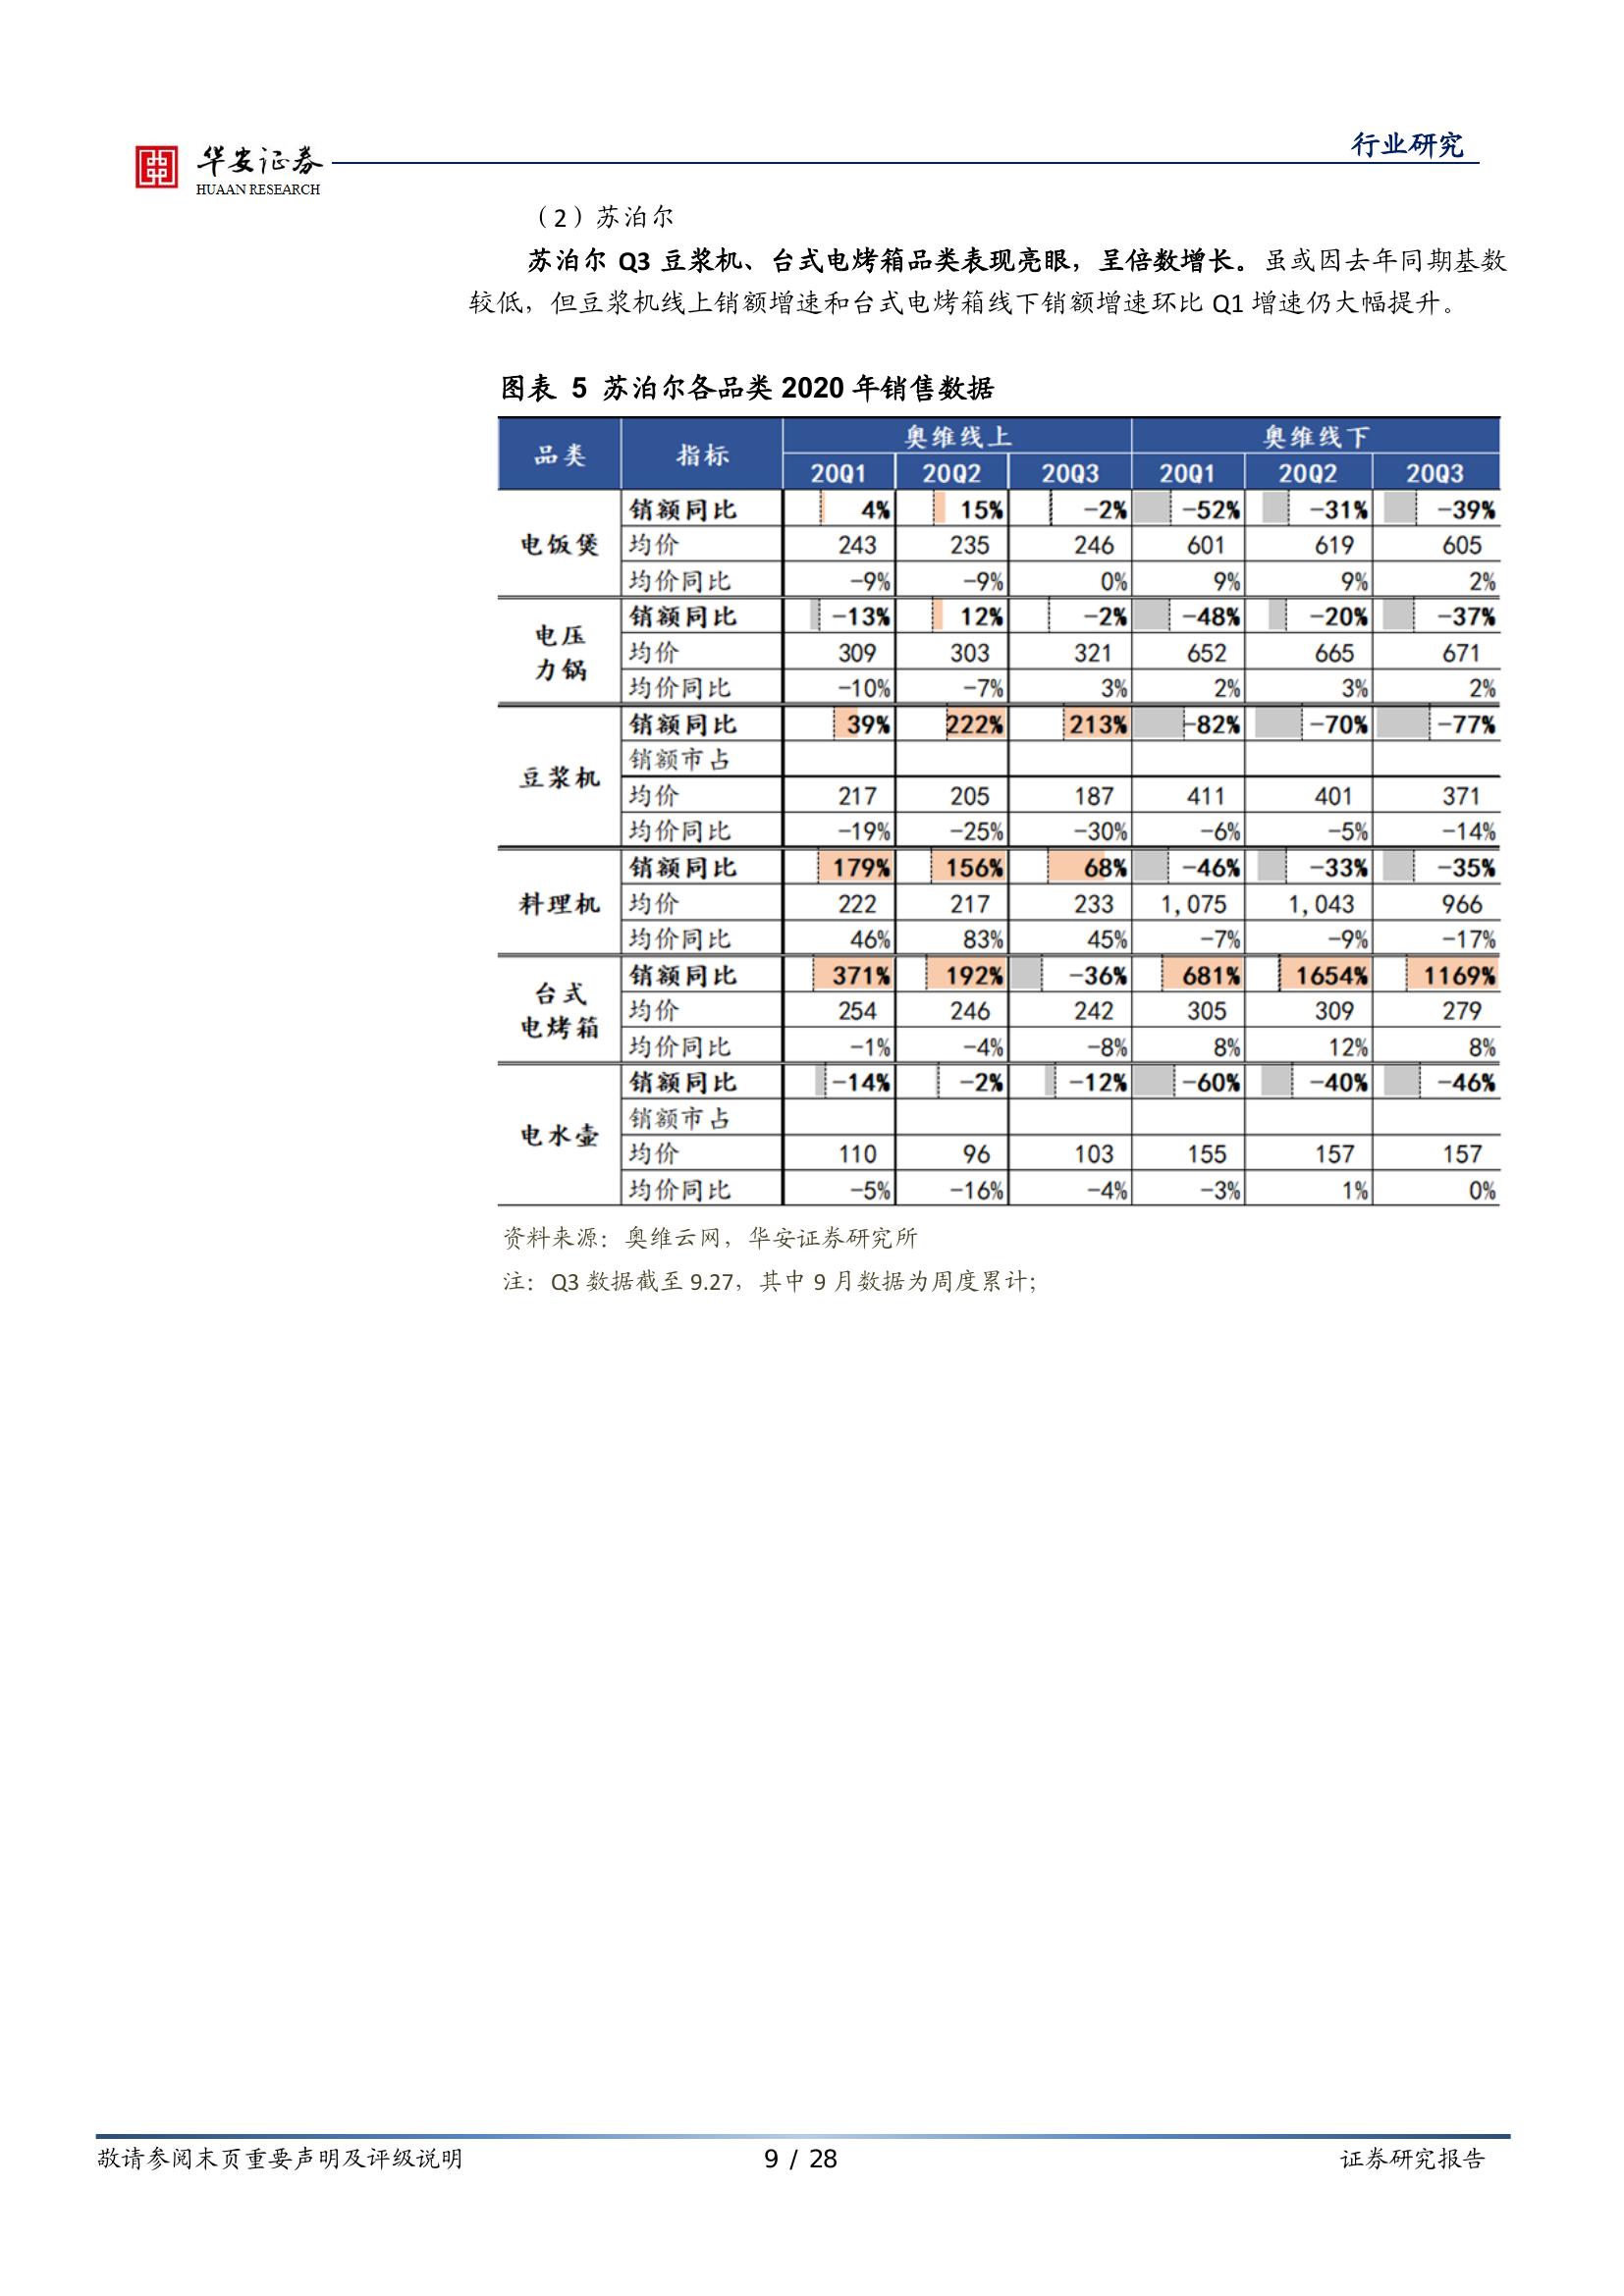 华安证券
HUAAN RESEARCH
行业研究
（2）苏泊尔
苏泊尔 Q3 豆浆机、台式电烤箱品类表现亮眼，呈倍数增长。虽或因去年同期基数
较低，但豆浆机线上销额增速和台式电烤箱线下销额增速环比 Q1 增速仍大幅提升。
图表 5 苏泊尔各品类 2020 年销售数据
品类 指标 奥维线上 奥维线下
20Q1 20Q2 20Q3 20Q1 20Q2 20Q3
电饭煲
销额同比 4% 15% -2% -52% -31% -39%
均价 243 235 246 601 619 605
均价同比 -9% -9% 0% 9% 9% 2%
电压
力锅
销额同比 -13% 12% -2% -48% -20% -37%
均价 309 303 321 652 665 671
均价同比 -10% -7% 3% 2% 3% 2%
豆浆机
销额同比 39% 222% 213% -82% -70% -77%
销额市占
均价 217 205 187 411 401 371
均价同比 -19% -25% -30% -6% -5% -14%
料理机
销额同比 179% 156% 68% -46% -33% -35%
均价 222 217 233 1,075 1,043 966
均价同比 46% 83% 45% -7% -9% -17%
台式
电烤箱
销额同比 371% 192% -36% 681% 1654% 1169%
均价 254 246 242 305 309 279
均价同比 -1% -4% -8% 8% 12% 8%
电水壶
销额同比 -14% -2% -12% -60% -40% -46%
销额市占
均价 110 96 103 155 157 157
均价同比 -5% -16% -4% -3% 1% 0%
资料来源：奥维云网，华安证券研究所
注：Q3 数据截至 9.27，其中 9 月数据为周度累计；
敬请参阅末页重要声明及评级说明 9 / 28 证券研究报告